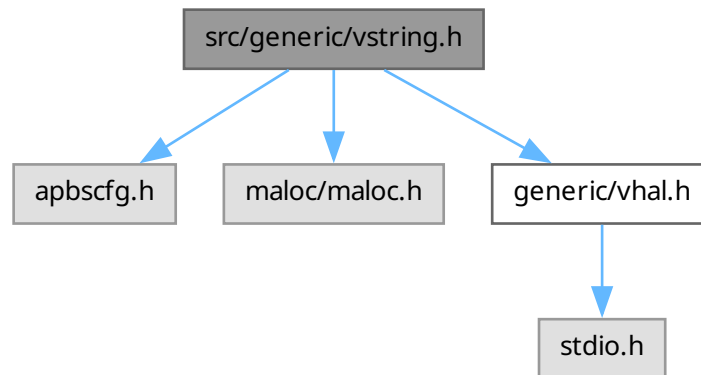 src/generic/vstring.h
apbscfg.h
maloc/maloc.h
generic/vhal.h
stdio.h